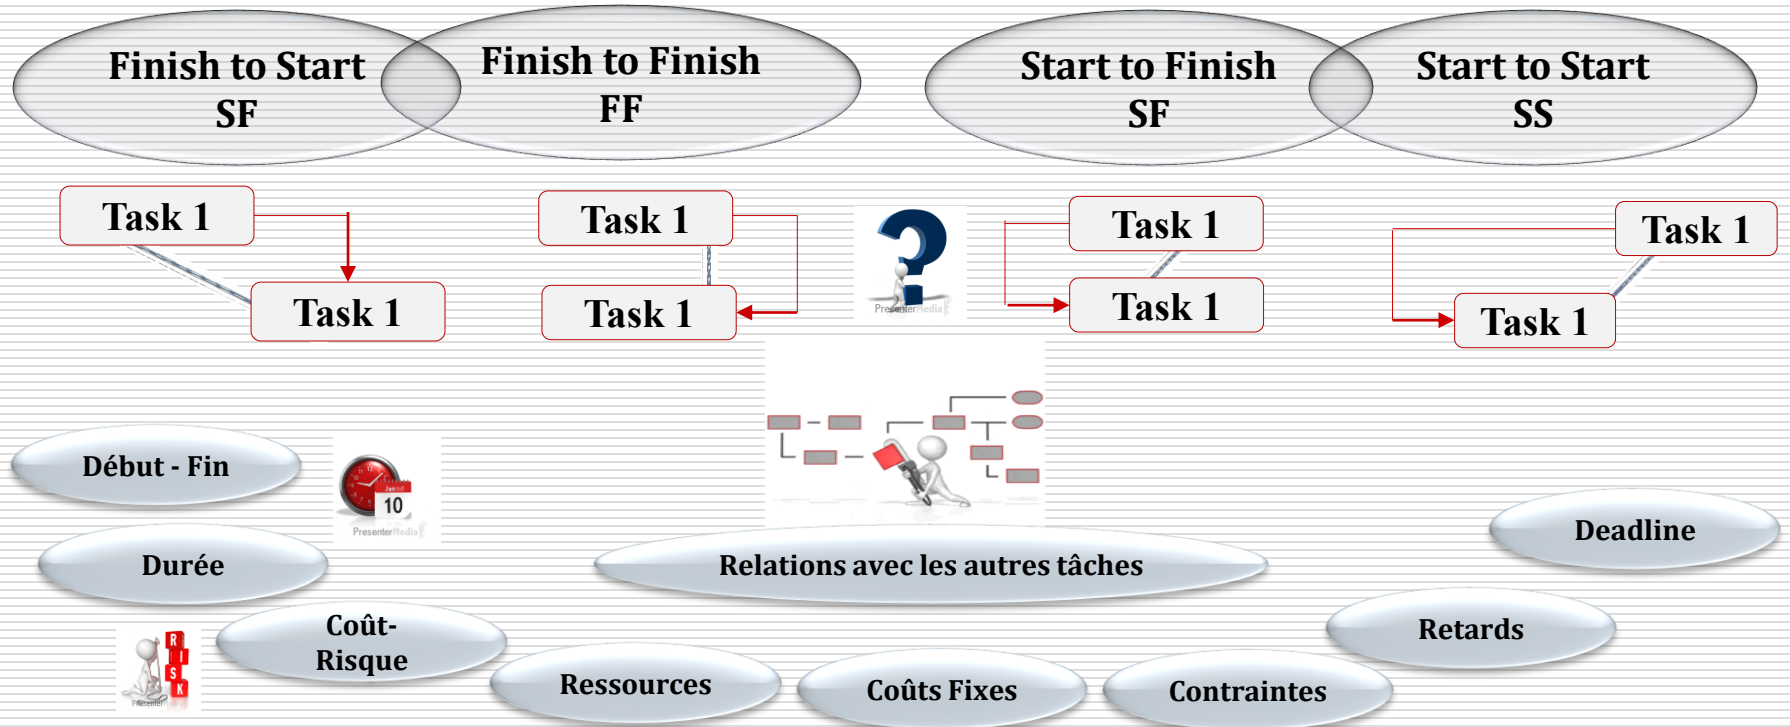 Finish to Start
SF
Finish to Finish
FF
Start to Finish
SF
Start to Start
SS
Task 1
Task 1
Task 1
Task 1
Task 1
Task 1
Task 1
Task 1
PresenterMedia
Début - Fin
10
PresenterMedia
Durée
Relations avec les autres tâches
Deadline
Coût-
Risque
Retards
R
I
S
K
Ressources
Coûts Fixes
Contraintes